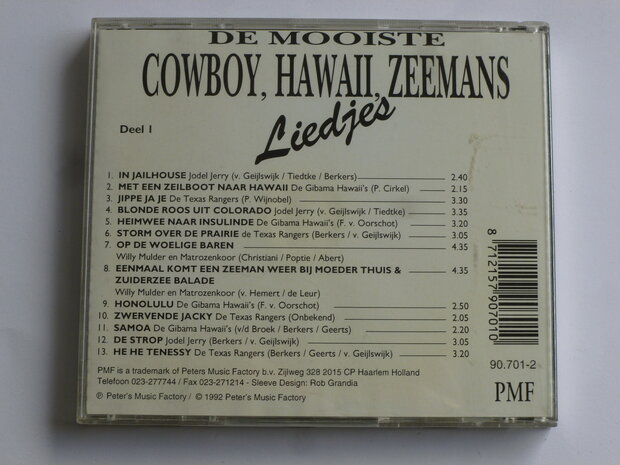 DE MOOISTE
COWBOY, HAWAII, ZEEMANS
Liedjes
Deel 1
1. IN JAILHOUSE Jodel Jerry (v. Geijlswijk / Tiedtke / Berkers) 2.40
2. MET EEN ZEILBOOT NAAR HAWAII De Gibama Hawaii's (P. Cirkel) 2.15
3. JIPPE JA JE De Texas Rangers (P. Wijnobel) 3.30
4. BLONDE ROOS UIT COLORADO Jodel Jerry (v. Geijlswijk / Tiedtke) 3.35
5. HEIMWEE NAAR INSULINDE De Gibama Hawaii's (F. v. Oorschot) 3.20
6. STORM OVER DE PRAIRIE de Texas Rangers (Berkers / v. Geijlswijk) 3.05
7. OP DE WOELIGE BAREN 4.35
Willy Mulder en Matrozenkoor (Christiani / Poptie / Abert)
8. EENMAAL KOMT EEN ZEEMAN WEER BIJ MOEDER THUIS & 4.35
ZUIDERZEE BALADE
Willy Mulder en Matrozenkoor (v. Hemert / de Leur)
9. HONOLULU De Gibama Hawaii's (F. v. Oorschot) 2.50
10. ZWERVENDE JACKY De Texas Rangers (Onbekend) 2.05
11. SAMOA De Gibama Hawaii's (v/d Broek / Berkers / Geerts) 2.20
12. DE STROP Jodel Jerry (Berkers / v. Geijlswijk) 3.05
13. HE HE TENESSY De Texas Rangers (Berkers / Geerts / v. Geijlswijk) 3.20
PMF is a trademark of Peters Music Factory b.v. Zijlweg 328 2015 CP Haarlem Holland
Telefoon 023-277744 / Fax 023-271214 - Sleeve Design: Rob Grandia
℗ Peter's Music Factory / © 1992 Peter's Music Factory
8 712157 907010
90.701-2
PMF